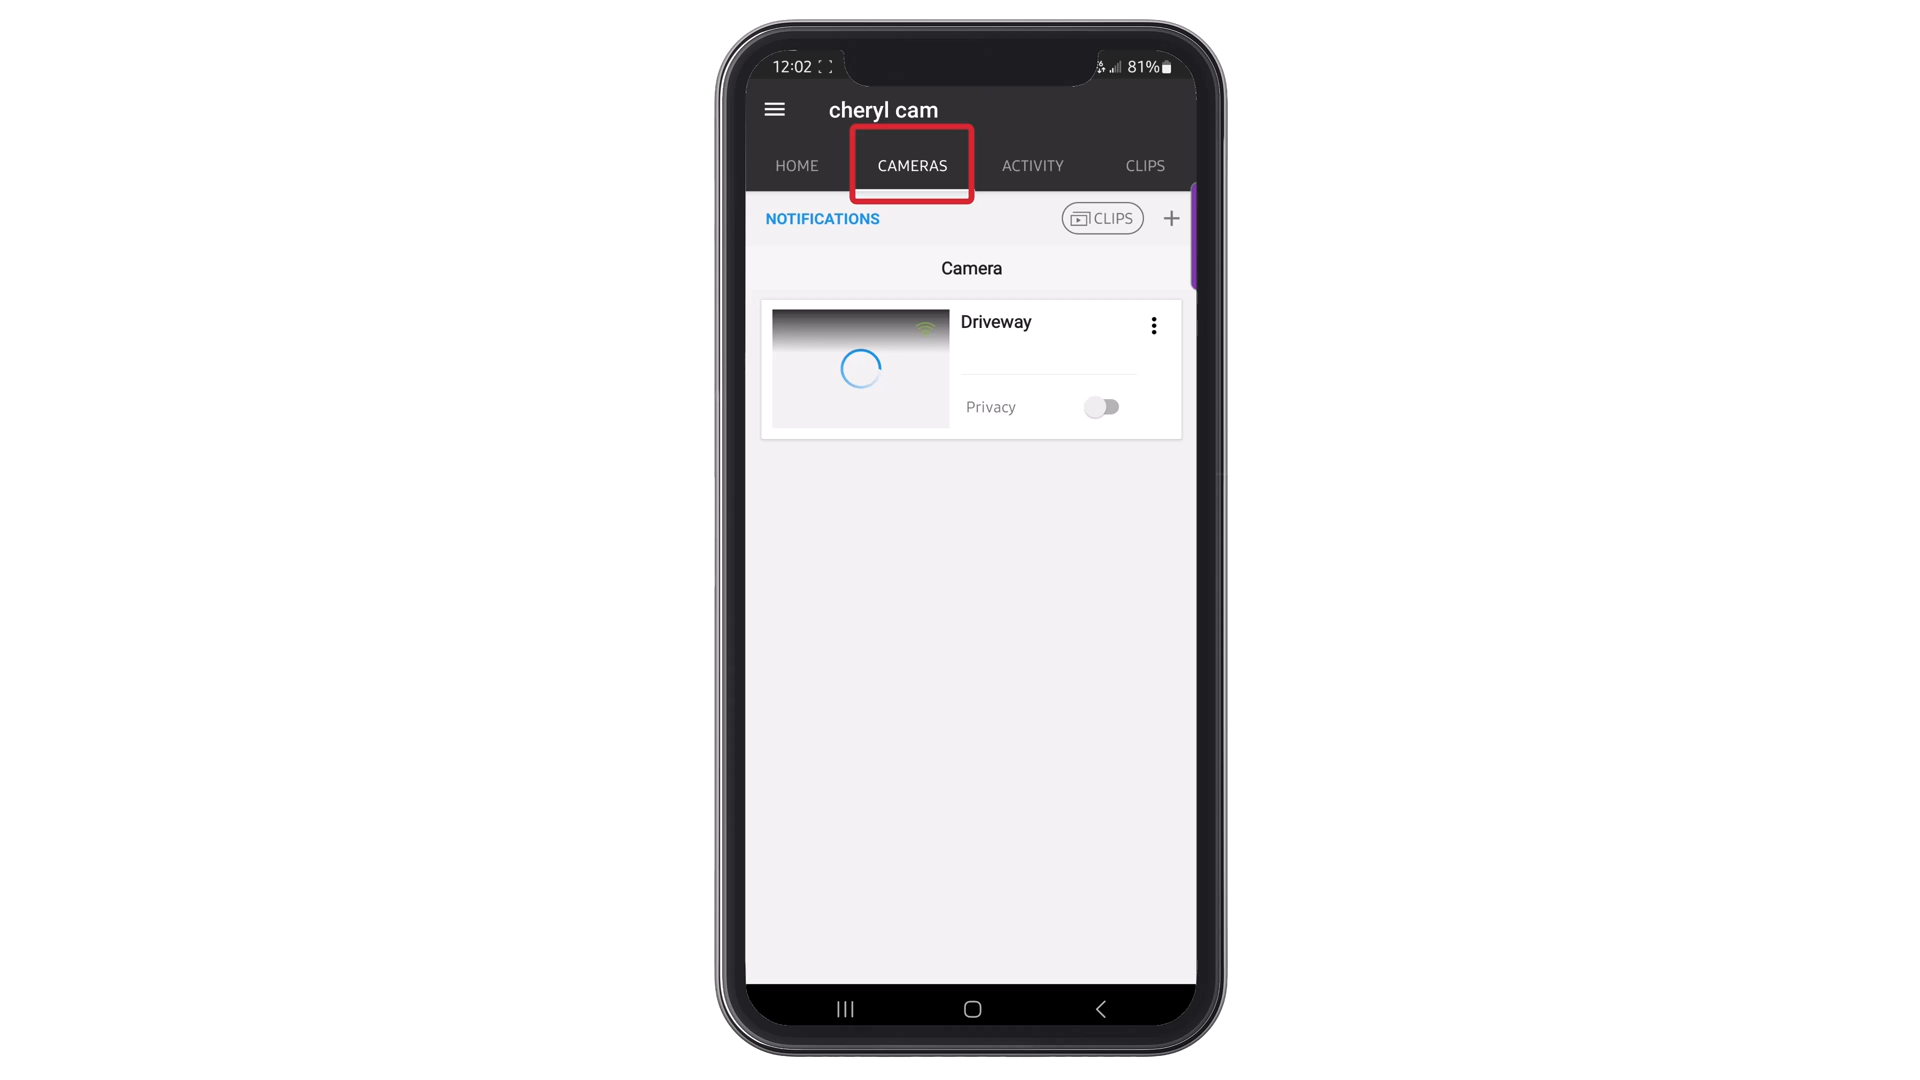 12:02 81%
cheryl cam
HOME CAMERAS ACTIVITY CLIPS
NOTIFICATIONS CLIPS +
Camera
Driveway
Privacy